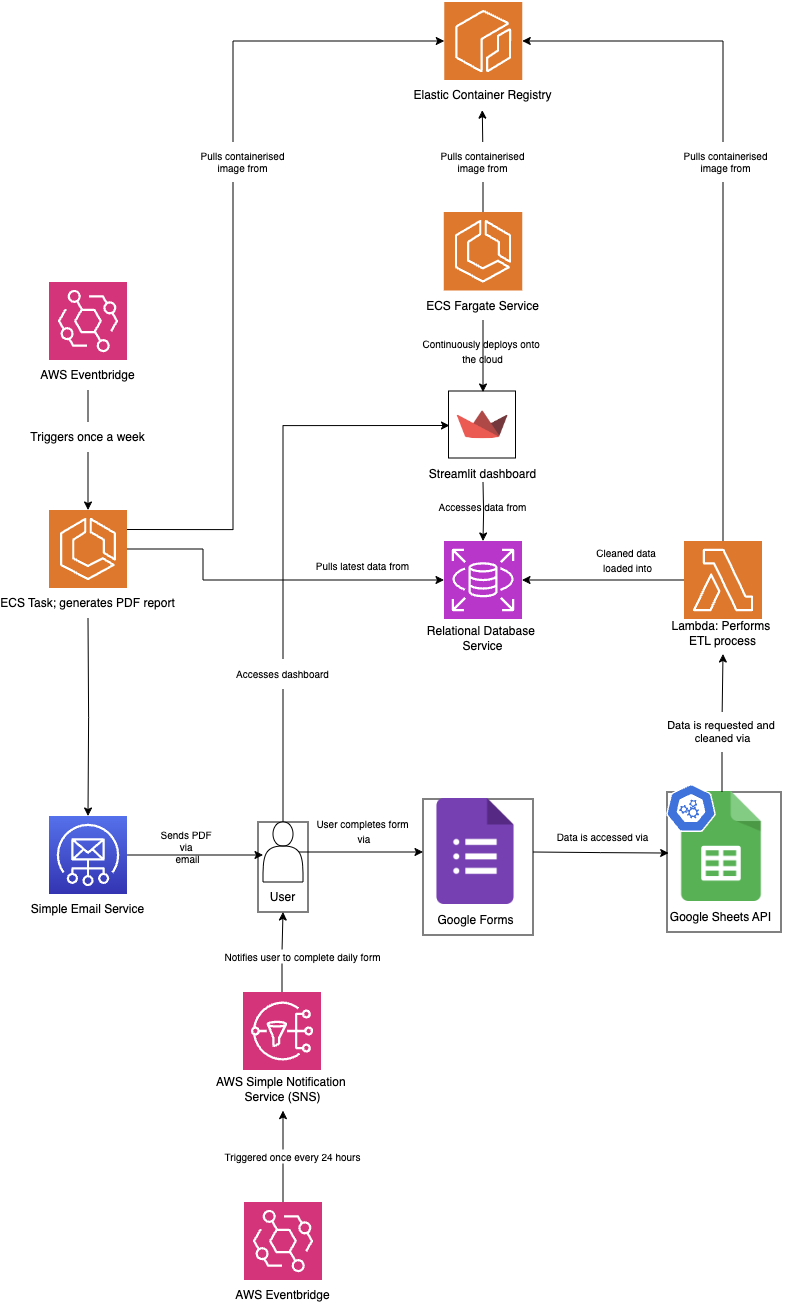 Elastic Container Registry
Pulls containerised
image from
Pulls containerised
image from
Pulls containerised
image from
ECS Fargate Service
Continuously deploys onto
the cloud
AWS Eventbridge
Triggers once a week
Streamlit dashboard
Accesses data from
ECS Task; generates PDF report
Pulls latest data from
Cleaned data
loaded into
Relational Database
Service
Lambda: Performs
ETL process
Accesses dashboard
Data is requested and
cleaned via
Sends PDF
via
email
User completes form
via
Data is accessed via
Simple Email Service
User
Google Forms
Google Sheets API
Notifies user to complete daily form
AWS Simple Notification
Service (SNS)
Triggered once every 24 hours
AWS Eventbridge